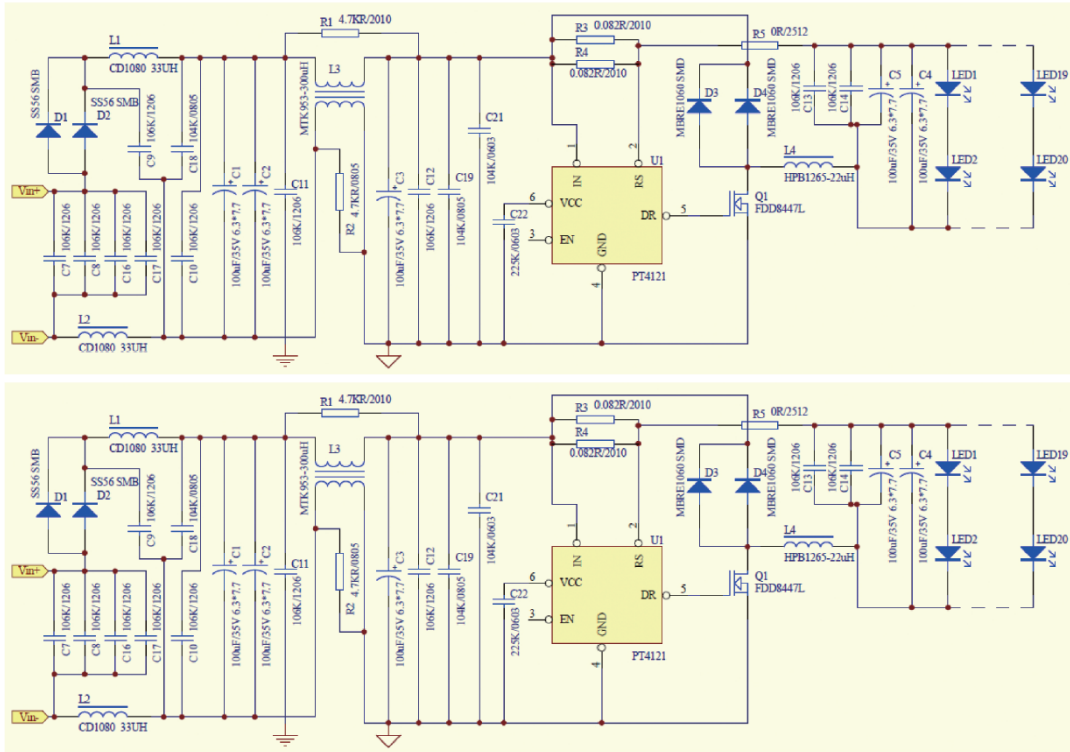 R1 4.7KR/2010
L1
CD1080 33UH
SS56 SMB
D1
SS56 SMB
D2
106K/1206
C9
104K/0805
C18
Vin+
106K/1206
C7
106K/1206
C8
106K/1206
C16
106K/1206
C17
106K/1206
C10
L2
CD1080 33UH
Vin-
C1
100uF/35V 6.3*7.7
C2
100uF/35V 6.3*7.7
C11
106K/1206
L3
MTK953-300uH
R2 4.7KR/0805
C3
100uF/35V 6.3*7.7
C12
106K/1206
C19
104K/0805
C21
104K/0603
C22
225K/0603
R3 0.082R/2010
R4
0.082R/2010
1
2
U1
IN
RS
6
VCC
3
EN
GND
DR
5
4
PT4121
R5 0R/2512
MBRE1060 SMD
D3
D4
MBRE1060 SMD
Q1
FDD8447L
L4
HPB1265-22uH
106K/1206
C13
106K/1206
C14
C5
100uF/35V 6.3*7.7
C4
100uF/35V 6.3*7.7
LED1
LED19
LED2
LED20
R1 4.7KR/2010
L1
CD1080 33UH
SS56 SMB
D1
SS56 SMB
D2
106K/1206
C9
104K/0805
C18
Vin+
106K/1206
C7
106K/1206
C8
106K/1206
C16
106K/1206
C17
106K/1206
C10
L2
CD1080 33UH
Vin-
C1
100uF/35V 6.3*7.7
C2
100uF/35V 6.3*7.7
C11
106K/1206
L3
MTK953-300uH
R2 4.7KR/0805
C3
100uF/35V 6.3*7.7
C12
106K/1206
C19
104K/0805
C21
104K/0603
C22
225K/0603
R3 0.082R/2010
R4
0.082R/2010
1
2
U1
IN
RS
6
VCC
3
EN
GND
DR
5
4
PT4121
R5 0R/2512
MBRE1060 SMD
D3
D4
MBRE1060 SMD
Q1
FDD8447L
L4
HPB1265-22uH
106K/1206
C13
106K/1206
C14
C5
100uF/35V 6.3*7.7
C4
100uF/35V 6.3*7.7
LED1
LED19
LED2
LED20